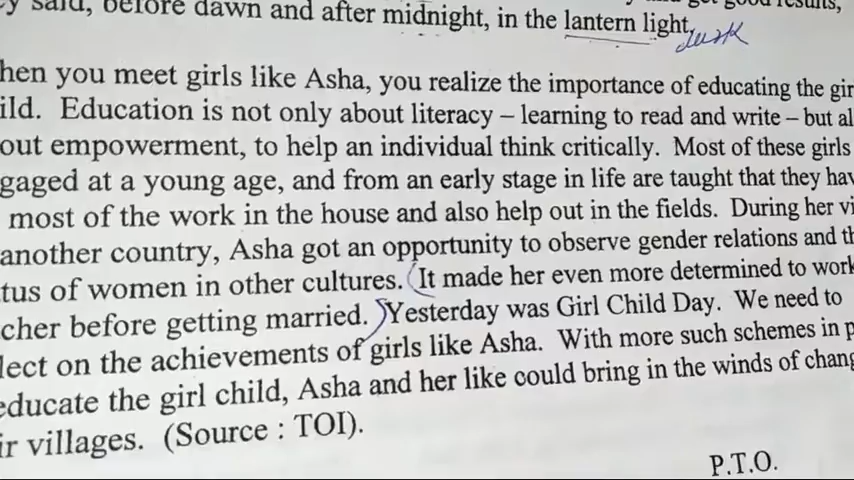 said, before dawn and after midnight, in the lantern light,
dusk
hen you meet girls like Asha, you realize the importance of educating the gir
ild. Education is not only about literacy – learning to read and write – but al
out empowerment, to help an individual think critically. Most of these girls
gaged at a young age, and from an early stage in life are taught that they hav
most of the work in the house and also help out in the fields. During her vi
another country, Asha got an opportunity to observe gender relations and th
tus of women in other cultures. (It made her even more determined to work
cher before getting married.) Yesterday was Girl Child Day. We need to
lect on the achievements of girls like Asha. With more such schemes in p
educate the girl child, Asha and her like could bring in the winds of chang
ir villages. (Source : TOI).
P.T.O.